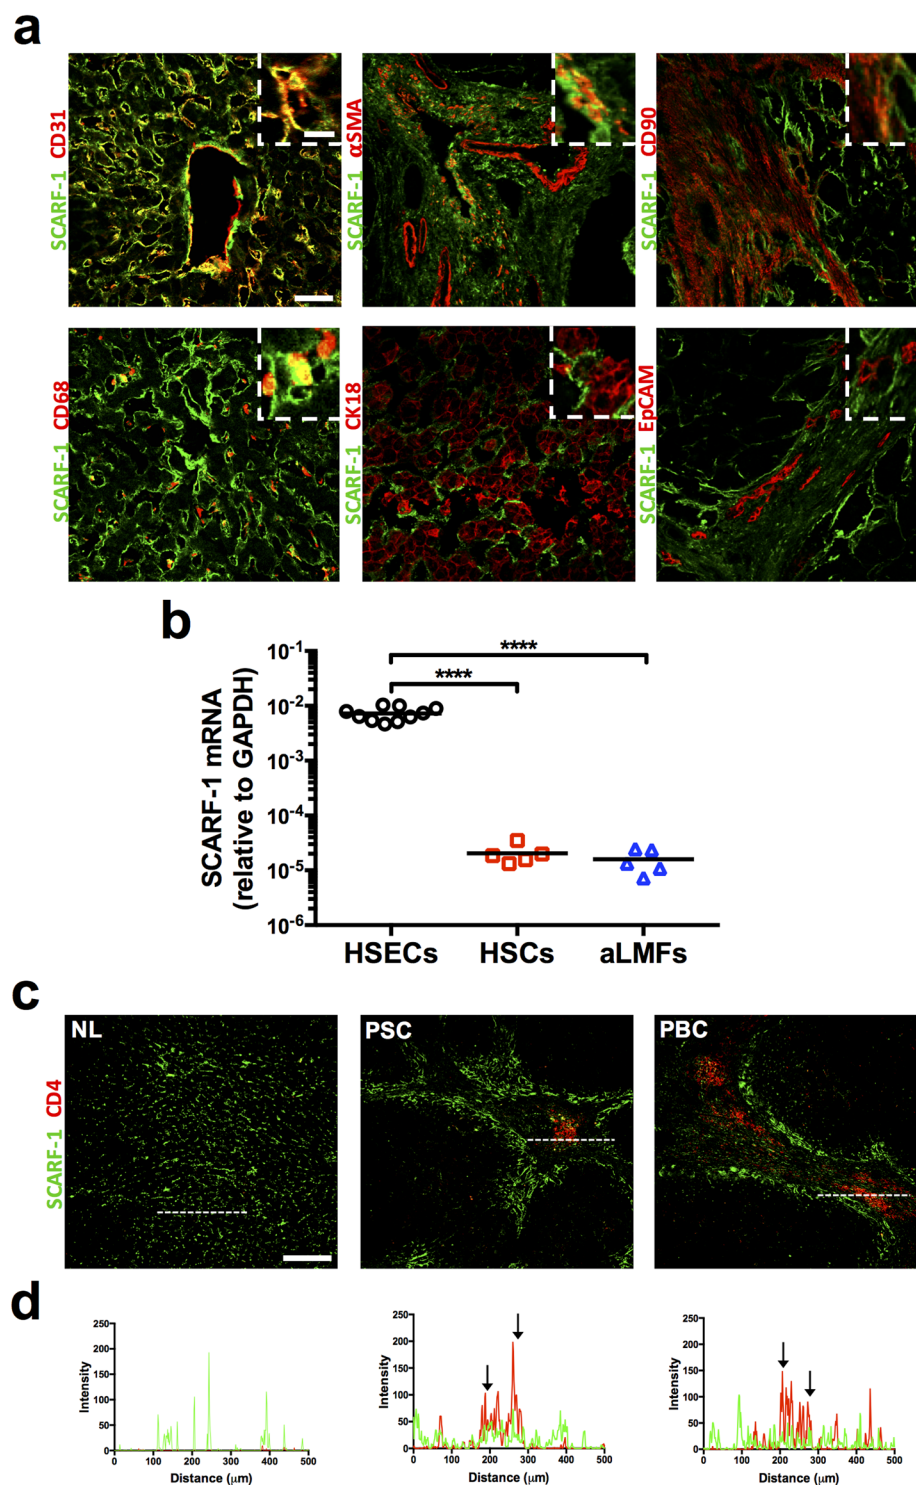 a
SCARF-1 CD31
SCARF-1 αSMA
SCARF-1 CD90
SCARF-1 CD68
SCARF-1 CK18
SCARF-1 EpCAM
b
****
****
SCARF-1 mRNA
(relative to GAPDH)
10-1
10-2
10-3
10-4
10-5
10-6
HSECs HSCs aLMFs
c
SCARF-1 CD4
NL
PSC
PBC
d
Intensity
250
200
150
100
50
0
0 100 200 300 400 500
Distance (μm)
Intensity
250
200
150
100
50
0
0 100 200 300 400 500
Distance (μm)
Intensity
250
200
150
100
50
0
0 100 200 300 400 500
Distance (μm)